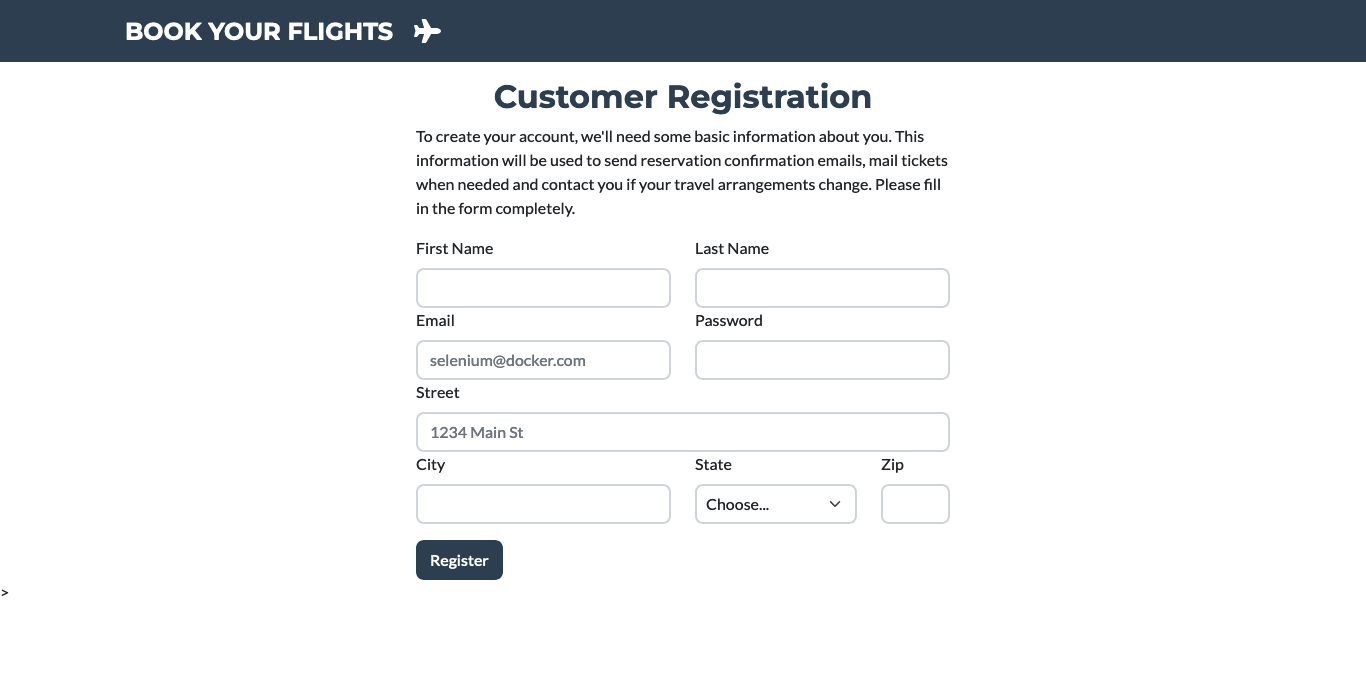 BOOK YOUR FLIGHTS
Customer Registration
To create your account, we'll need some basic information about you. This
information will be used to send reservation confirmation emails, mail tickets
when needed and contact you if your travel arrangements change. Please fill
in the form completely.
First Name Last Name
Email Password
selenium@docker.com
Street
1234 Main St
City State Zip
Choose...
Register
>